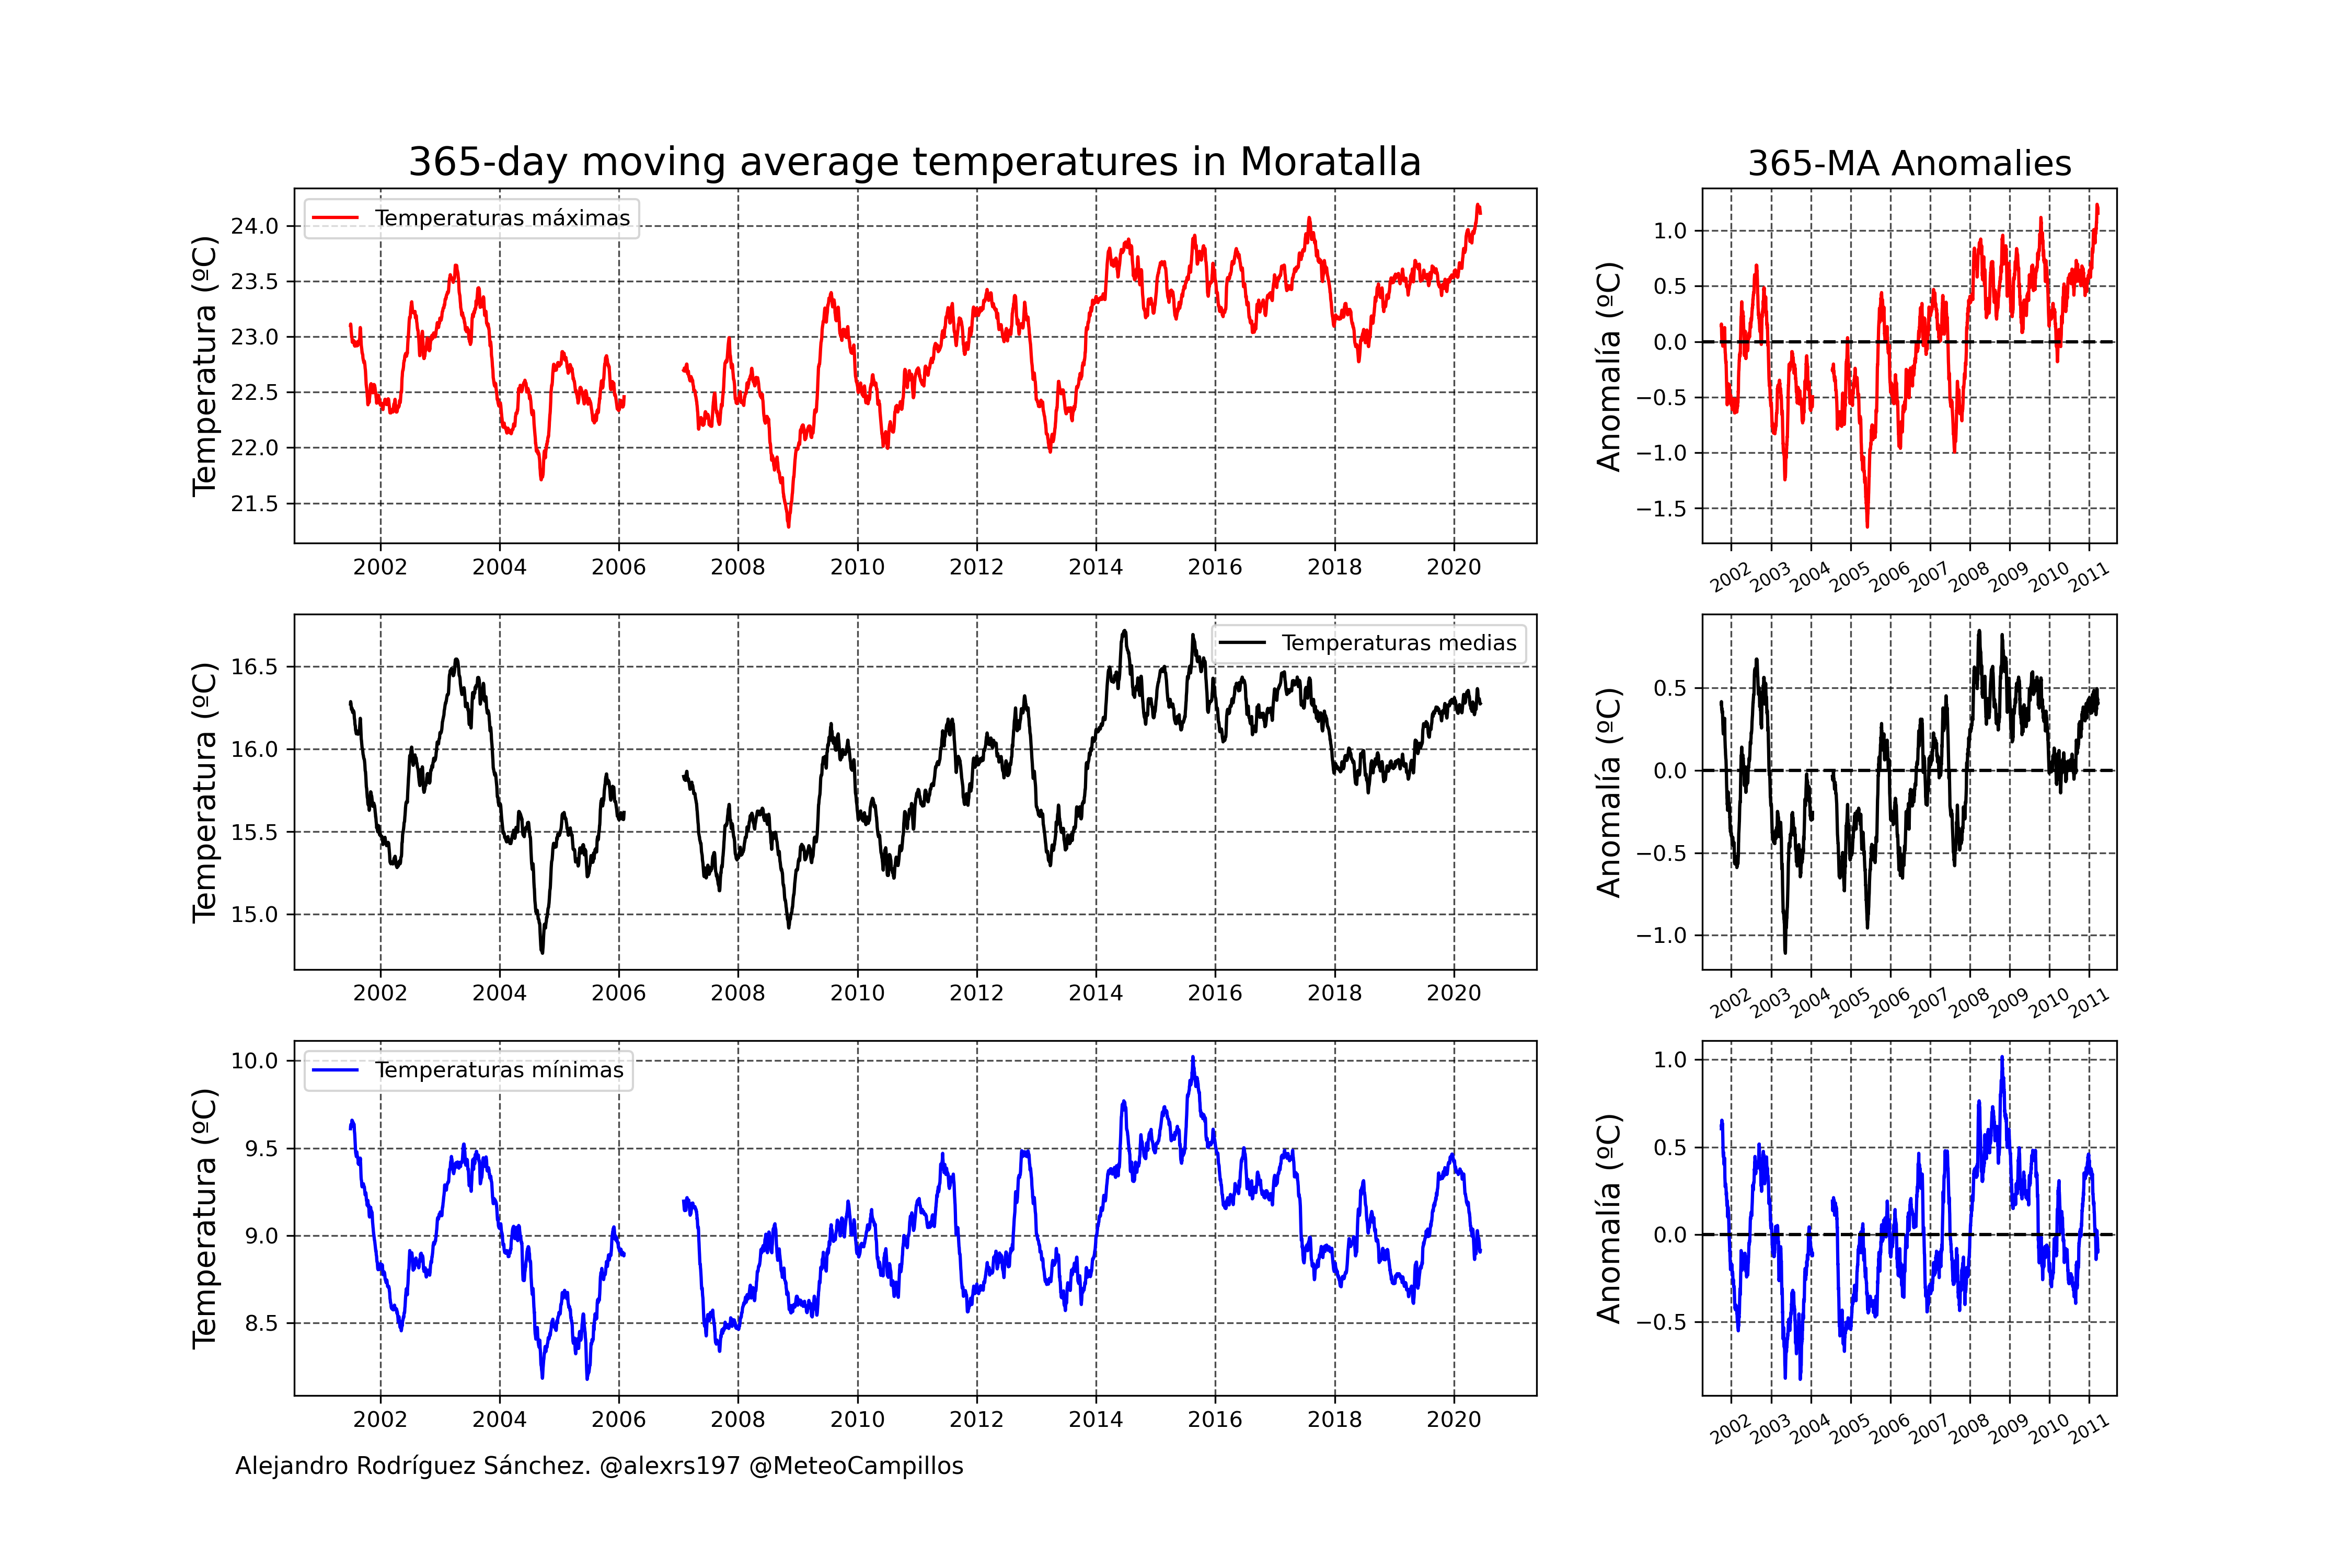 365-day moving average temperatures in Moratalla
365-MA Anomalies
Temperatura (ºC)
24.0
23.5
23.0
22.5
22.0
21.5
Temperaturas máximas
2002 2004 2006 2008 2010 2012 2014 2016 2018 2020
Anomalía (ºC)
1.0
0.5
0.0
−0.5
−1.0
−1.5
2002 2003 2004 2005 2006 2007 2008 2009 2010 2011
Temperatura (ºC)
16.5
16.0
15.5
15.0
Temperaturas medias
2002 2004 2006 2008 2010 2012 2014 2016 2018 2020
Anomalía (ºC)
0.5
0.0
−0.5
−1.0
2002 2003 2004 2005 2006 2007 2008 2009 2010 2011
Temperatura (ºC)
10.0
9.5
9.0
8.5
Temperaturas mínimas
2002 2004 2006 2008 2010 2012 2014 2016 2018 2020
Anomalía (ºC)
1.0
0.5
0.0
−0.5
2002 2003 2004 2005 2006 2007 2008 2009 2010 2011
Alejandro Rodríguez Sánchez. @alexrs197 @MeteoCampillos